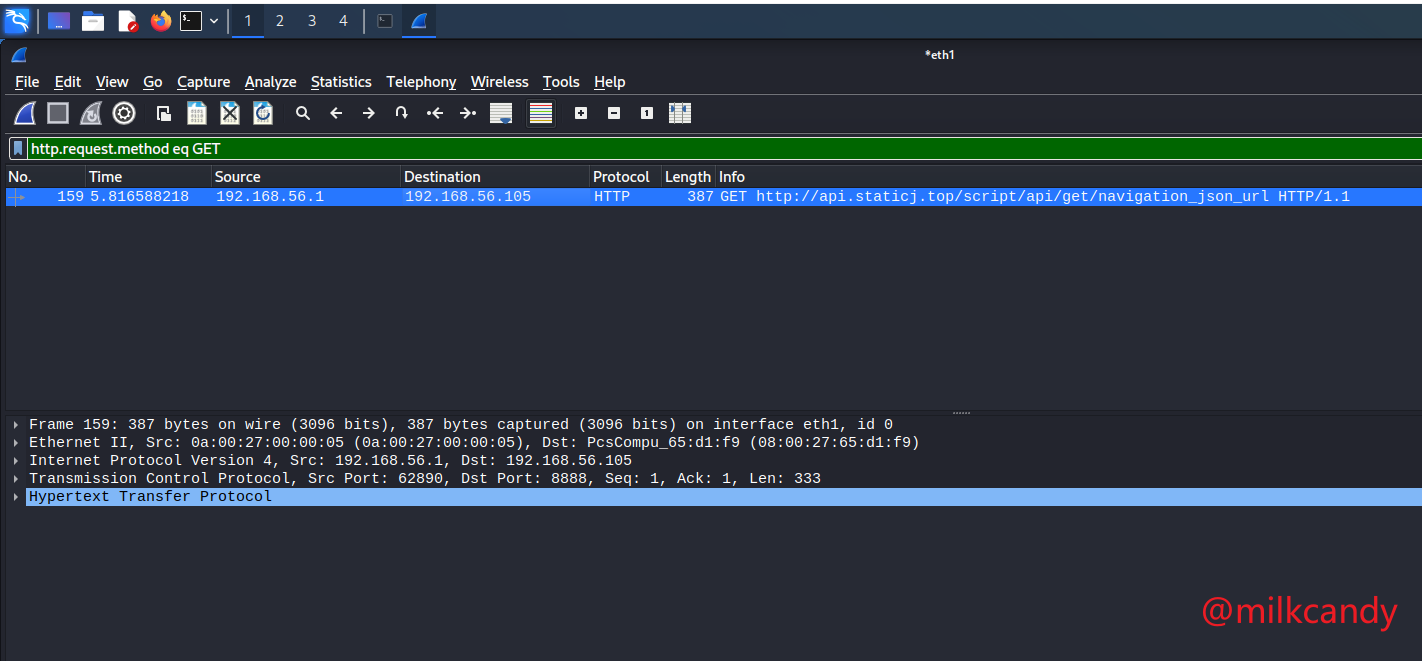 1 2 3 4
*eth1
File Edit View Go Capture Analyze Statistics Telephony Wireless Tools Help
http.request.method eq GET
No. Time Source Destination Protocol Length Info
159 5.816588218 192.168.56.1 192.168.56.105 HTTP 387 GET http://api.staticj.top/script/api/get/navigation_json_url HTTP/1.1
Frame 159: 387 bytes on wire (3096 bits), 387 bytes captured (3096 bits) on interface eth1, id 0
Ethernet II, Src: 0a:00:27:00:00:05 (0a:00:27:00:00:05), Dst: PcsCompu_65:d1:f9 (08:00:27:65:d1:f9)
Internet Protocol Version 4, Src: 192.168.56.1, Dst: 192.168.56.105
Transmission Control Protocol, Src Port: 62890, Dst Port: 8888, Seq: 1, Ack: 1, Len: 333
Hypertext Transfer Protocol
@milkcandy